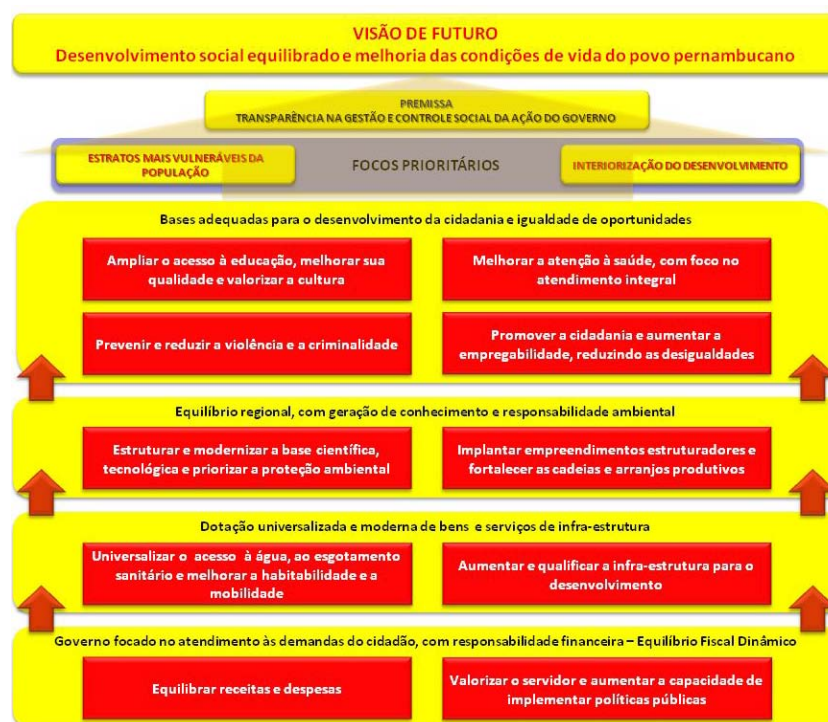 VISÃO DE FUTURO
Desenvolvimento social equilibrado e melhoria das condições de vida do povo pernambucano
PREMISSA
TRANSPARÊNCIA NA GESTÃO E CONTROLE SOCIAL DA AÇÃO DO GOVERNO
ESTRATOS MAIS VULNERÁVEIS DA
POPULAÇÃO
FOCOS PRIORITÁRIOS
INTERIORIZAÇÃO DO DESENVOLVIMENTO
Bases adequadas para o desenvolvimento da cidadania e igualdade de oportunidades
Ampliar o acesso à educação, melhorar sua
qualidade e valorizar a cultura
Melhorar a atenção à saúde, com foco no
atendimento integral
Prevenir e reduzir a violência e a criminalidade
Promover a cidadania e aumentar a
empregabilidade, reduzindo as desigualdades
Equilíbrio regional, com geração de conhecimento e responsabilidade ambiental
Estruturar e modernizar a base científica,
tecnológica e priorizar a proteção ambiental
Implantar empreendimentos estruturadores e
fortalecer as cadeias e arranjos produtivos
Dotação universalizada e moderna de bens e serviços de infra-estrutura
Universalizar o acesso à água, ao esgotamento
sanitário e melhorar a habitabilidade e a
mobilidade
Aumentar e qualificar a infra-estrutura para o
desenvolvimento
Governo focado no atendimento às demandas do cidadão, com responsabilidade financeira – Equilíbrio Fiscal Dinâmico
Equilibrar receitas e despesas
Valorizar o servidor e aumentar a capacidade de
implementar políticas públicas